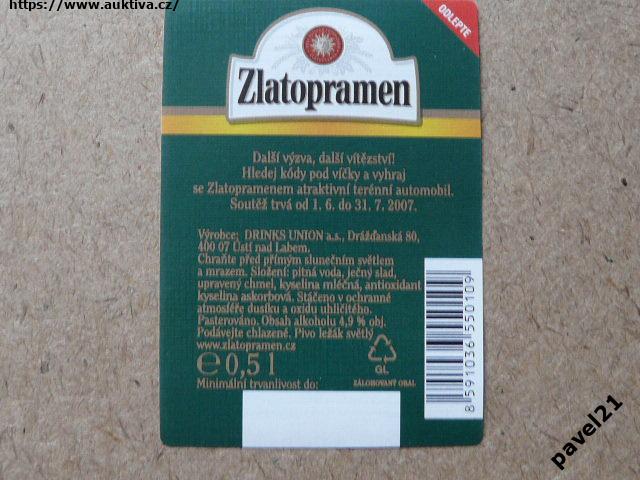 https://www.auktiva.cz/
ODLEPTE
Zlatopramen
Další výzva, další vítězství!
Hledej kódy pod víčky a vyhraj
se Zlatopramenem atraktivní terénní automobil.
Soutěž trvá od 1. 6. do 31. 7. 2007.
Výrobce: DRINKS UNION a.s., Drážďanská 80,
400 07 Ústí nad Labem.
Chraňte před přímým slunečním světlem
a mrazem. Složení: pitná voda, ječný slad,
upravený chmel, kyselina mléčná, antioxidant
kyselina askorbová. Stáčeno v ochranné
atmosféře dusíku a oxidu uhličitého.
Pasterováno. Obsah alkoholu 4,9 % obj.
Podávejte chlazené. Pivo ležák světlý
www.zlatopramen.cz
℮ 0,5 l
GL
Minimální trvanlivost do:
ZÁLOHOVANÝ OBAL
8 591036 550109
pavel21